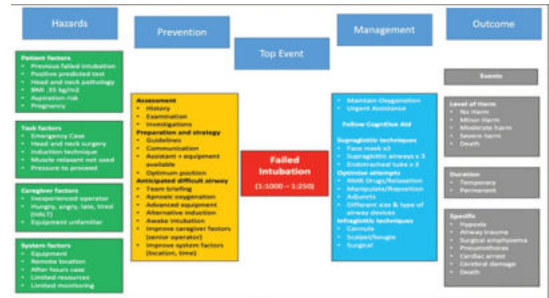 Hazards
Prevention
Top Event
Management
Outcome
Patient factors
Previous failed intubation
Positive predicted test
Head and neck pathology
BMI 35 kg/m2
Aspiration risk
Pregnancy
Task factors
Emergency Case
Head and neck surgery
Induction technique
Muscle relaxant not used
Pressure to proceed
Caregiver factors
Inexperienced operator
Hungry, angry, late, tired
(HALT)
Equipment unfamiliar
System factors
Equipment
Remote location
After hours case
Limited resources
Limited monitoring
Assessment
History
Examination
Investigations
Preparation and strategy
Guidelines
Communication
Assistant + equipment
available
Optimum position
Anticipated difficult airway
Team briefing
Apnoeic oxygenation
Advanced equipment
Alternative induction
Awake intubation
Improve caregiver factors
(senior operator)
Improve system factors
(location, time)
Failed
Intubation
(1:1000 – 1:250)
Maintain Oxygenation
Urgent Assistance
Follow Cognitive Aid
Supraglottic techniques
Face mask x3
Supraglottic airways x 3
Endotracheal tube x 3
Optimise attempts
NMB Drugs/Relaxation
Manipulate/Reposition
Adjuncts
Different size & type of
airway devices
Infraglottic techniques
Cannula
Scalpel/bougie
Surgical
Events
Level of Harm
No Harm
Minor Harm
Moderate harm
Severe harm
Death
Duration
Temporary
Permanent
Specific
Hypoxia
Airway trauma
Surgical emphysema
Pneumothorax
Cardiac arrest
Cerebral damage
Death